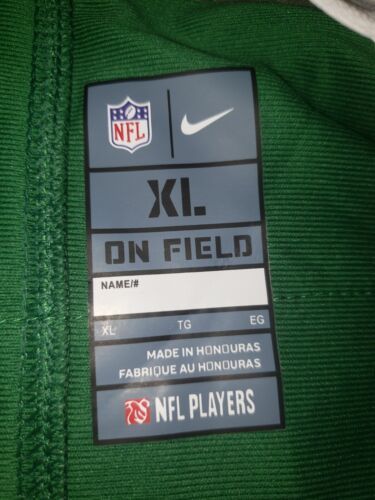 NFL
XL
ON FIELD
NAME/#
XL TG EG
MADE IN HONDURAS
FABRIQUE AU HONDURAS
NFL PLAYERS